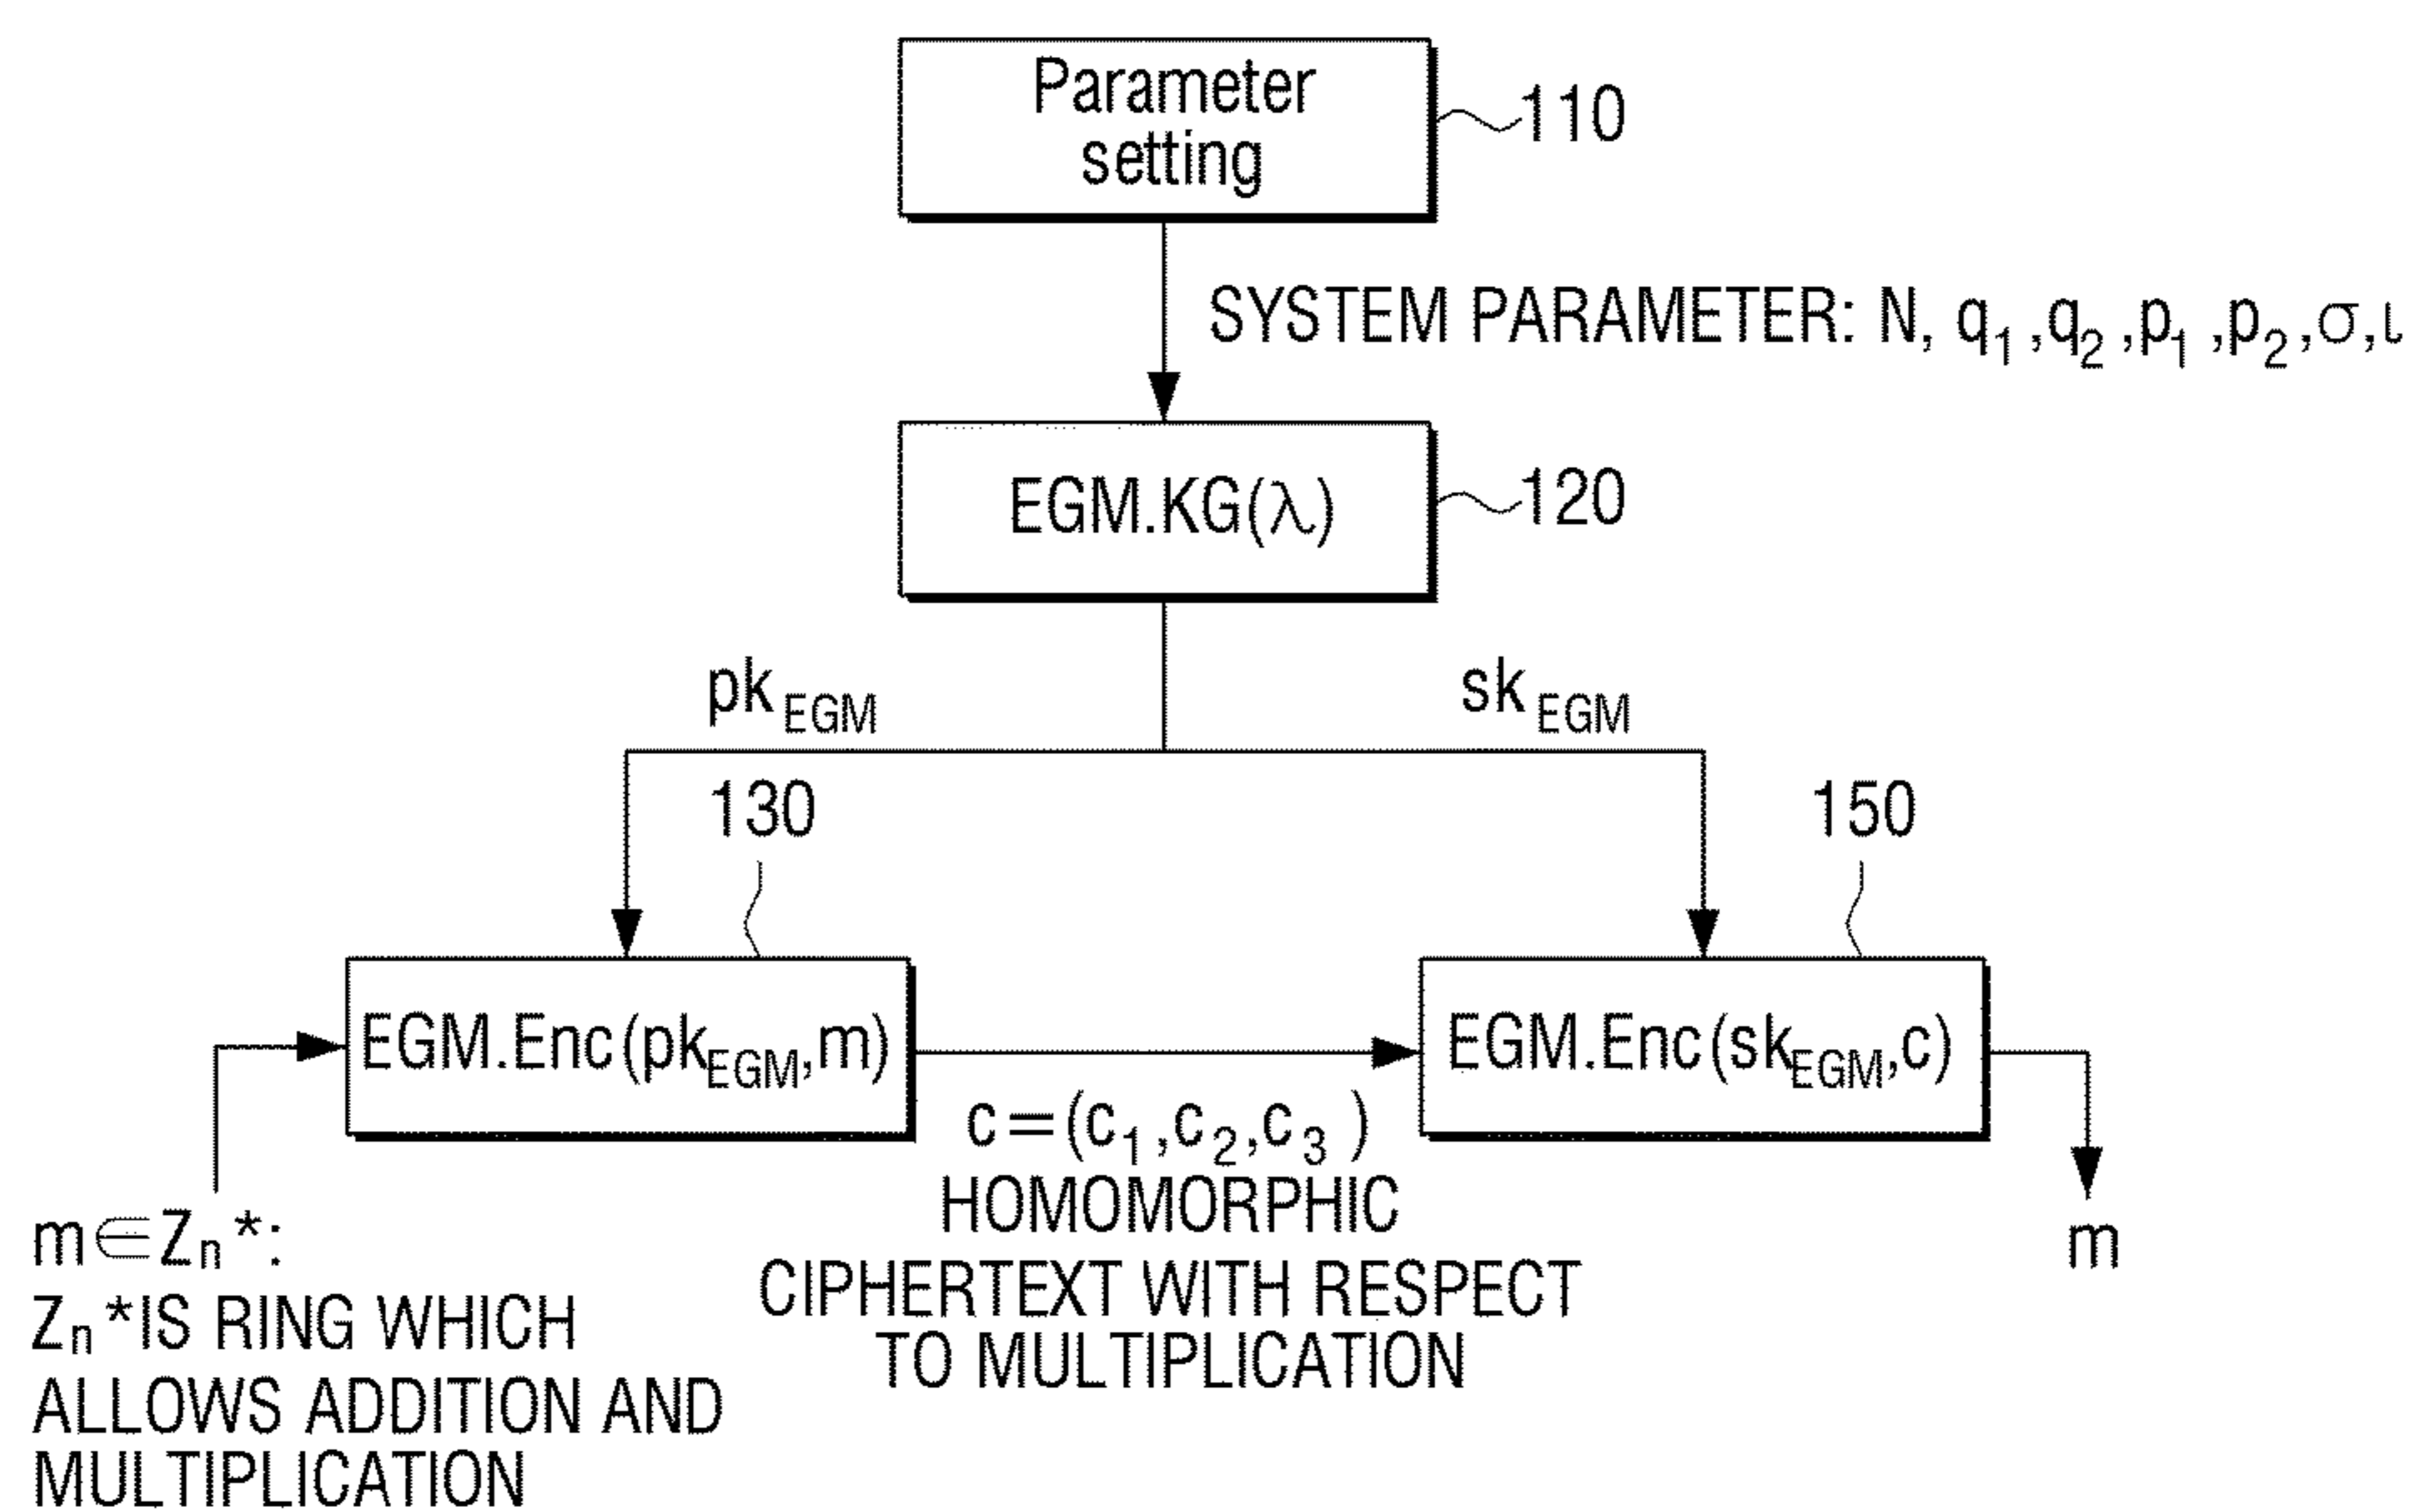 Parameter
setting
110
SYSTEM PARAMETER: N, q1,q2,p1,p2,σ,ι
EGM.KG(λ)
120
pkEGM
skEGM
130
150
EGM.Enc(pkEGM,m)
EGM.Enc(skEGM,c)
c=(c1,c2,c3)
HOMOMORPHIC
CIPHERTEXT WITH RESPECT
TO MULTIPLICATION
m∈Zn*:
Zn*IS RING WHICH
ALLOWS ADDITION AND
MULTIPLICATION
m